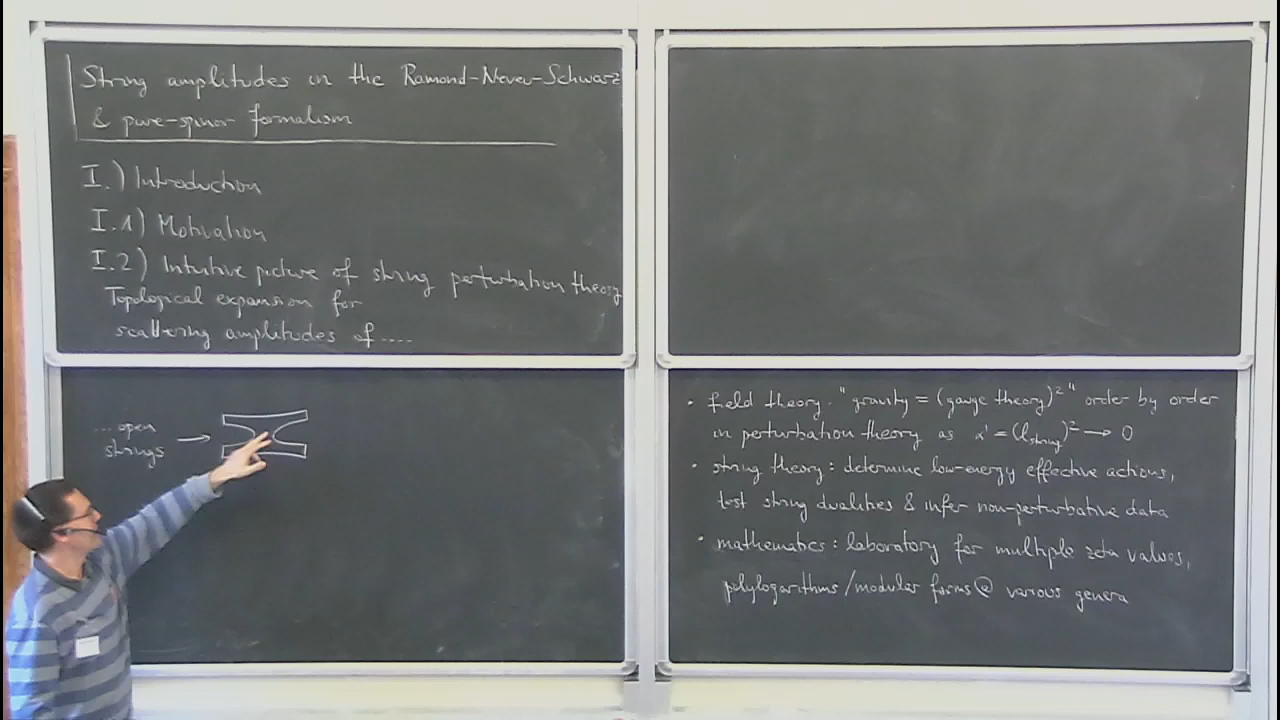 String amplitudes in the Ramond-Neveu-Schwarz
& pure-spinor formalism
I.) Introduction
I.1) Motivation
I.2) Intuitive picture of string perturbation theory
Topological expansion for
scattering amplitudes of ....
... open
strings →
• field theory: "gravity = (gauge theory)²" order by order
in perturbation theory as α' = (l_string)² → 0
• string theory: determine low-energy effective actions,
test string dualities & infer non-perturbative data
• mathematics: laboratory for multiple zeta values,
polylogarithms/modular forms @ various genera